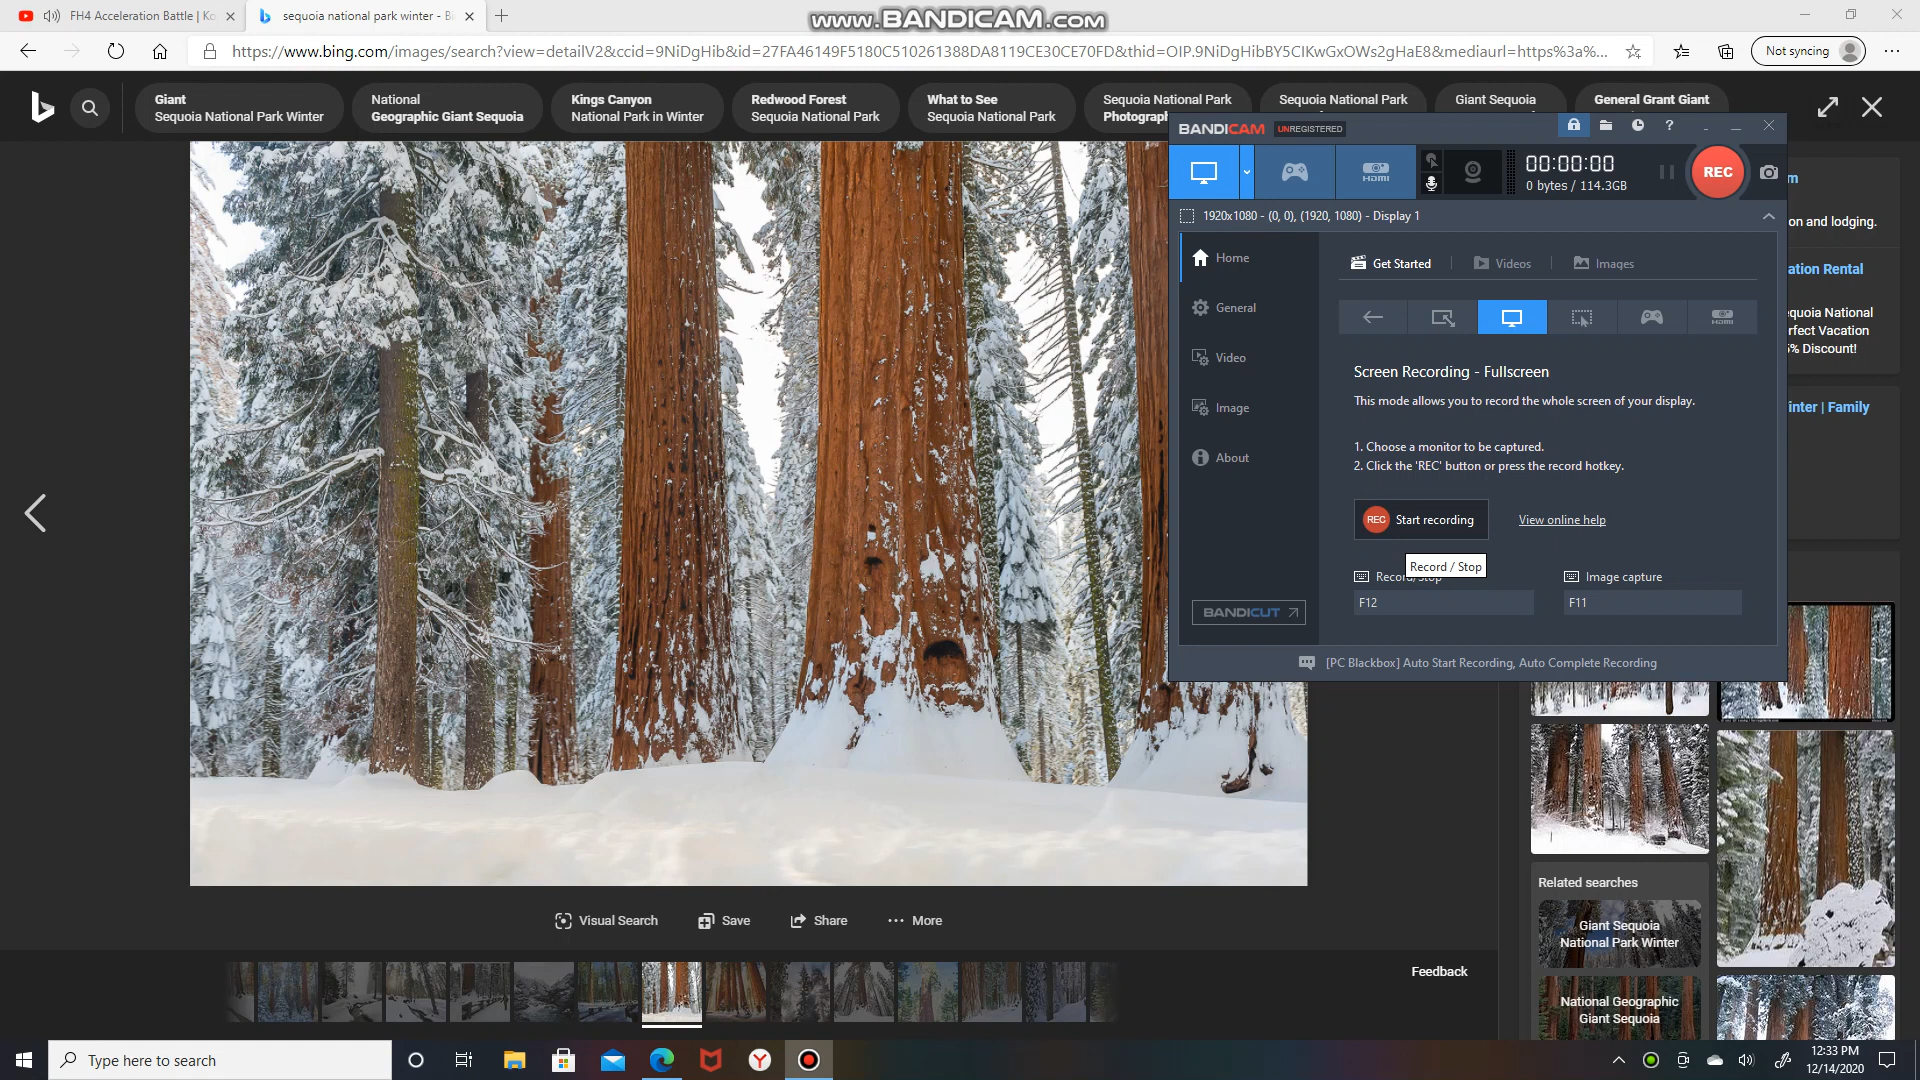 FH4 Acceleration Battle | Ko
sequoia national park winter - Bi
www.BANDICAM.com
https://www.bing.com/images/search?view=detailV2&ccid=9NiDgHib&id=27FA46149F5180C510261388DA8119CE30CE70FD&thid=OIP.9NiDgHibBY5CIKwGxOWs2gHaE8&mediaurl=https%3a%...
Not syncing
Giant
Sequoia National Park Winter
National
Geographic Giant Sequoia
Kings Canyon
National Park in Winter
Redwood Forest
Sequoia National Park
What to See
Sequoia National Park
Sequoia National Park
Photograph
Sequoia National Park
Giant Sequoia
General Grant Giant
BANDICAM UNREGISTERED
HDMI
00:00:00
0 bytes / 114.3GB
REC
1920x1080 - (0, 0), (1920, 1080) - Display 1
Home
General
Video
Image
About
BANDICUT
Get Started
Videos
Images
HDMI
Screen Recording - Fullscreen
This mode allows you to record the whole screen of your display.
1. Choose a monitor to be captured.
2. Click the 'REC' button or press the record hotkey.
REC Start recording
View online help
Record / Stop
Image capture
F12
F11
[PC Blackbox] Auto Start Recording, Auto Complete Recording
m
on and lodging.
ation Rental
equoia National
rfect Vacation
% Discount!
inter | Family
Visual Search
Save
Share
More
Feedback
Related searches
Giant Sequoia
National Park Winter
National Geographic
Giant Sequoia
Type here to search
12:33 PM
12/14/2020